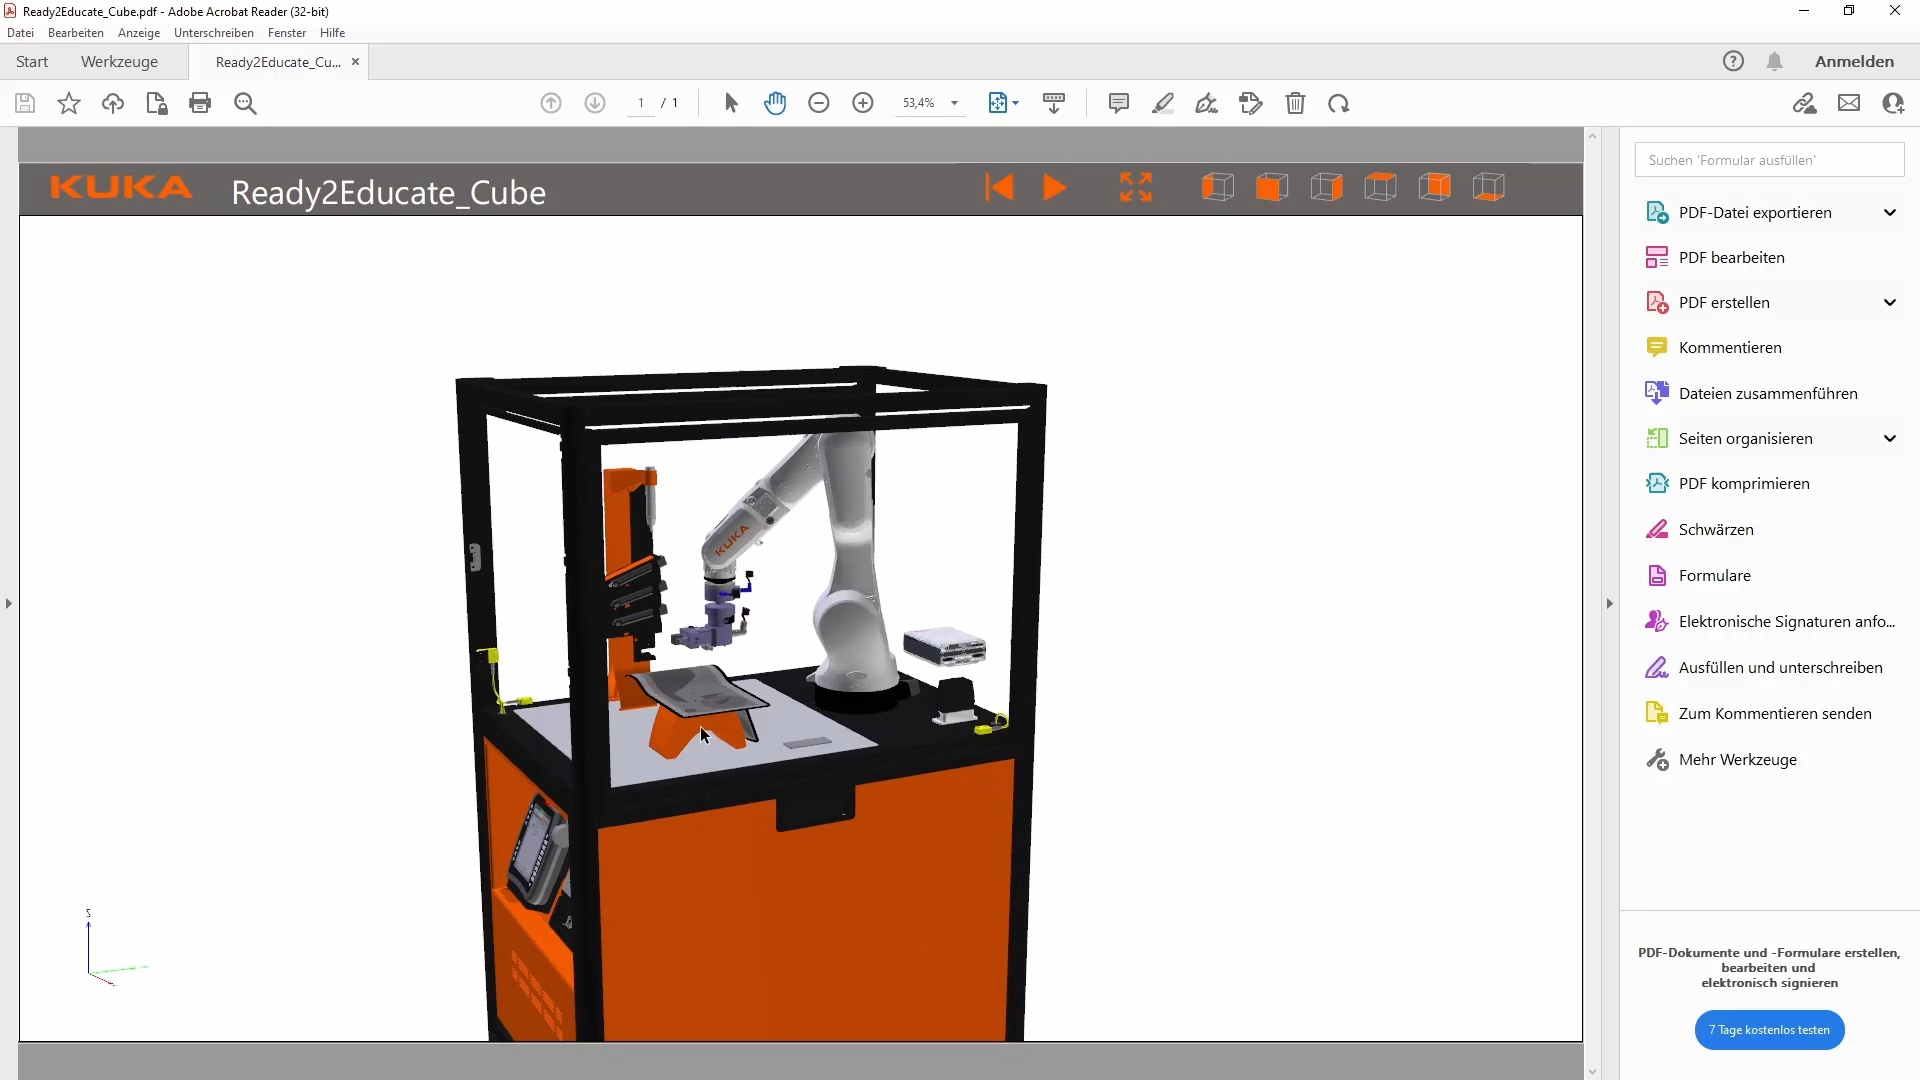 Ready2Educate_Cube.pdf - Adobe Acrobat Reader (32-bit)
Datei Bearbeiten Anzeige Unterschreiben Fenster Hilfe
Start Werkzeuge Ready2Educate_Cu... Anmelden
1 / 1 53,4%
KUKA Ready2Educate_Cube
Suchen 'Formular ausfüllen'
PDF-Datei exportieren
PDF bearbeiten
PDF erstellen
Kommentieren
Dateien zusammenführen
Seiten organisieren
PDF komprimieren
Schwärzen
Formulare
Elektronische Signaturen anfo...
Ausfüllen und unterschreiben
Zum Kommentieren senden
Mehr Werkzeuge
KUKA
PDF-Dokumente und -Formulare erstellen,
bearbeiten und
elektronisch signieren
7 Tage kostenlos testen